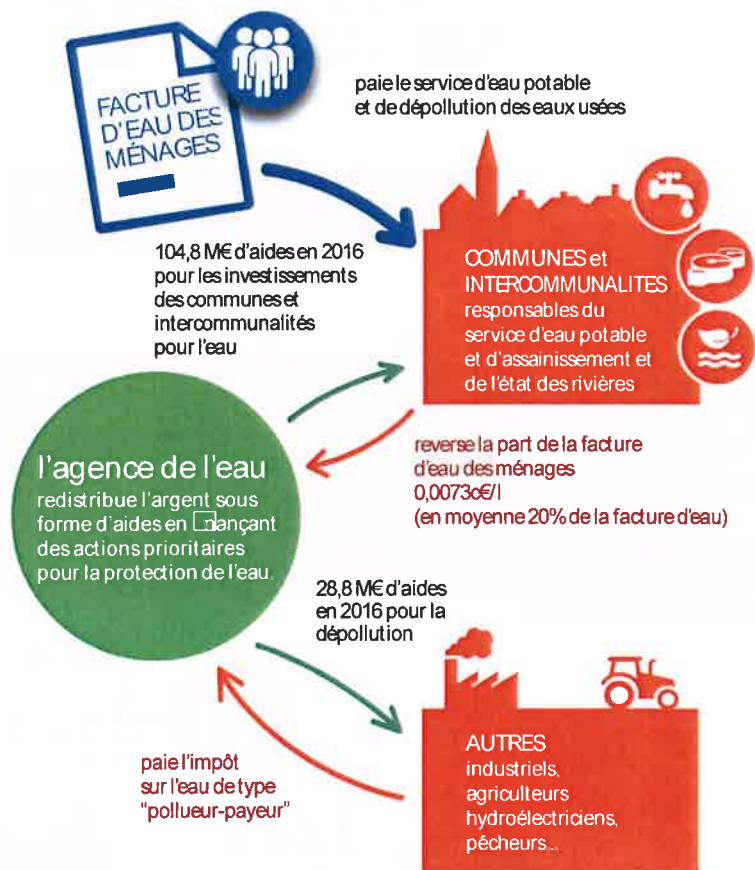 FACTURE
D'EAU DES
MÉNAGES
paie le service d'eau potable
et de dépollution des eaux usées
104,8 M€ d'aides en 2016
pour les investissements
des communes et
intercommunalités
pour l'eau
COMMUNES et
INTERCOMMUNALITES
responsables du
service d'eau potable
et d'assainissement et
de l'état des rivières
reverse la part de la facture
d'eau des ménages
0,0073c€/l
(en moyenne 20% de la facture d'eau)
l'agence de l'eau
redistribue l'argent sous
forme d'aides en □nançant
des actions prioritaires
pour la protection de l'eau
28,8 M€ d'aides
en 2016 pour la
dépollution
paie l'impôt
sur l'eau de type
"pollueur-payeur"
AUTRES
industriels,
agriculteurs
hydroélectriciens,
pêcheurs...